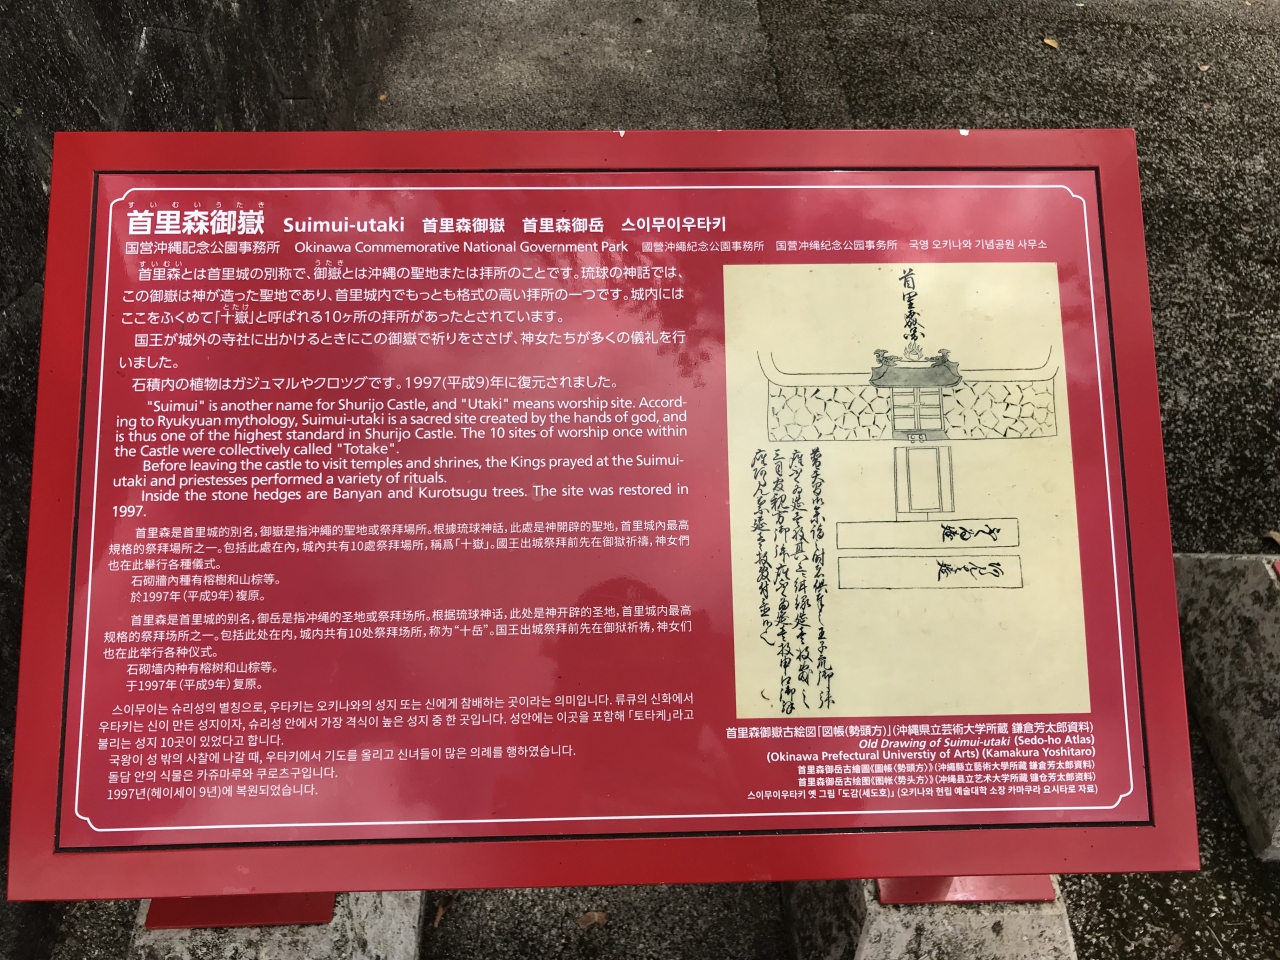 すいむいうたき
首里森御嶽 Suimui-utaki 首里森御嶽 首里森御岳 스이무이우타키
国営沖縄記念公園事務所 Okinawa Commemorative National Government Park 國營沖繩紀念公園事務所 国营冲绳纪念公园事务所 국영 오키나와 기념공원 사무소
すいむい うたき
首里森とは首里城の別称で、御嶽とは沖縄の聖地または拝所のことです。琉球の神話では、
この御嶽は神が造った聖地であり、首里城内でもっとも格式の高い拝所の一つです。城内には
とたけ
ここをふくめて「十嶽」と呼ばれる10ヶ所の拝所があったとされています。
国王が城外の寺社に出かけるときにこの御嶽で祈りをささげ、神女たちが多くの儀礼を行
いました。
石積内の植物はガジュマルやクロツグです。1997(平成9)年に復元されました。
"Suimui" is another name for Shurijo Castle, and "Utaki" means worship site. Accord-
ing to Ryukyuan mythology, Suimui-utaki is a sacred site created by the hands of god, and
is thus one of the highest standard in Shurijo Castle. The 10 sites of worship once within
the Castle were collectively called "Totake".
Before leaving the castle to visit temples and shrines, the Kings prayed at the Suimui-
utaki and priestesses performed a variety of rituals.
Inside the stone hedges are Banyan and Kurotsugu trees. The site was restored in
1997.
首里森是首里城的別名，御嶽是指沖繩的聖地或祭拜場所。根據琉球神話，此處是神開辟的聖地，首里城內最高
規格的祭拜場所之一。包括此處在內，城內共有10處祭拜場所，稱爲「十嶽」。國王出城祭拜前先在御嶽祈禱，神女們
也在此舉行各種儀式。
石砌牆內種有榕樹和山棕等。
於1997年（平成9年）複原。
首里森是首里城的别名，御岳是指冲绳的圣地或祭拜场所。根据琉球神话，此处是神开辟的圣地，首里城内最高
规格的祭拜场所之一。包括此处在内，城内共有10处祭拜场所，称为“十岳”。国王出城祭拜前先在御狱祈祷，神女们
也在此举行各种仪式。
石砌墙内种有榕树和山棕等。
于1997年（平成9年）复原。
스이무이는 슈리성의 별칭으로, 우타키는 오키나와의 성지 또는 신에게 참배하는 곳이라는 의미입니다. 류큐의 신화에서
우타키는 신이 만든 성지이자, 슈리성 안에서 가장 격식이 높은 성지 중 한 곳입니다. 성안에는 이곳을 포함해 「토타케」라고
불리는 성지 10곳이 있었다고 합니다.
국왕이 성 밖의 사찰에 나갈 때, 우타키에서 기도를 올리고 신녀들이 많은 의례를 행하였습니다.
돌담 안의 식물은 카쥬마루와 쿠로츠구입니다.
1997년(헤이세이 9년)에 복원되었습니다.
首里森御嶽古絵図「図帳（勢頭方）」（沖縄県立芸術大学所蔵 鎌倉芳太郎資料）
Old Drawing of Suimui-utaki (Sedo-ho Atlas)
(Okinawa Prefectural Universtiy of Arts) (Kamakura Yoshitaro)
首里森御岳古繪圖《圖帳〈勢頭方〉》（沖繩縣立藝術大學所藏 鎌倉芳太郎資料）
首里森御岳古绘图《图帐〈势头方〉》（冲绳县立艺术大学所藏 镰仓芳太郎资料）
스이무이우타키 옛 그림 「도감(세도호)」 (오키나와 현립 예술대학 소장 카마쿠라 요시타로 자료)